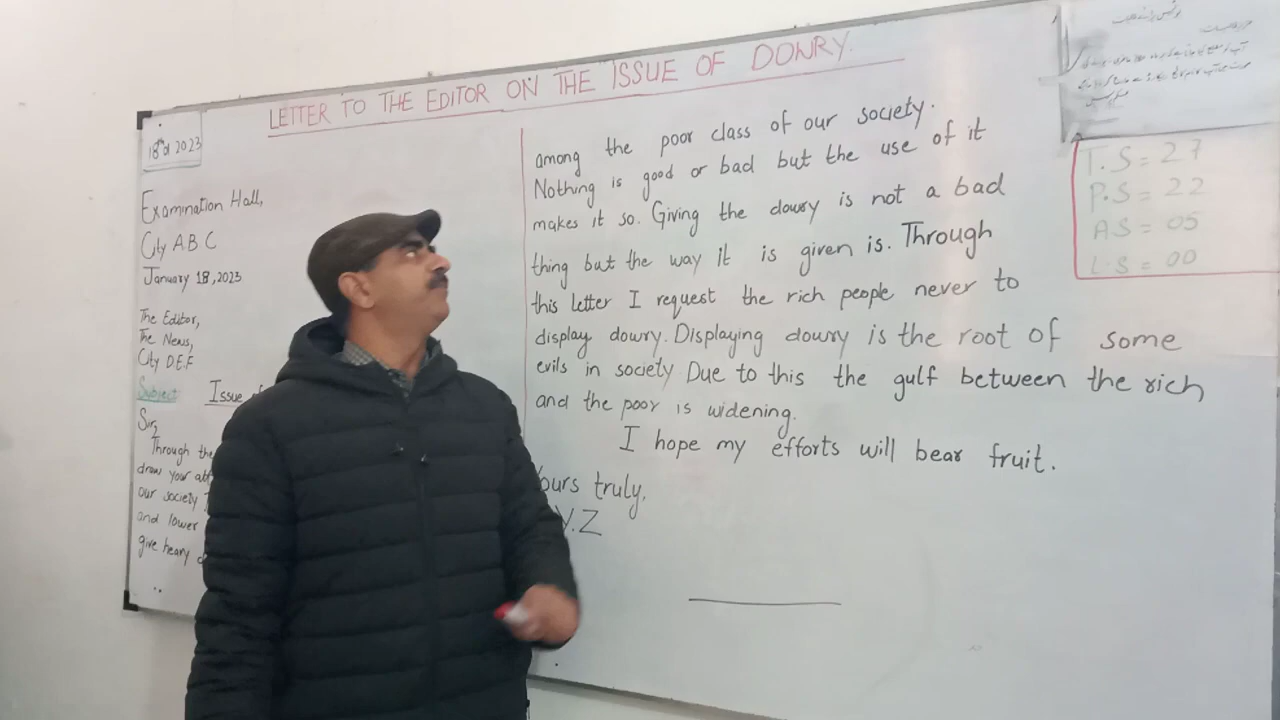 LETTER TO THE EDITOR ON THE ISSUE OF DOWRY.
18th 01 2023
Examination Hall,
City A B C
January 18, 2023
The Editor,
The News,
City D.E.F
Subject Issue
Sir,
Through the
draw your
our society
and lower
give heavy
among the poor class of our society.
Nothing is good or bad but the use of it
makes it so. Giving the dowry is not a bad
thing but the way it is given is. Through
this letter I request the rich people never to
display dowry. Displaying dowry is the root of some
evils in society Due to this the gulf between the rich
and the poor is widening.
I hope my efforts will bear fruit.
ours truly,
Y.Z
T.S = 27
P.S = 22
A.S = 05
L.S = 00